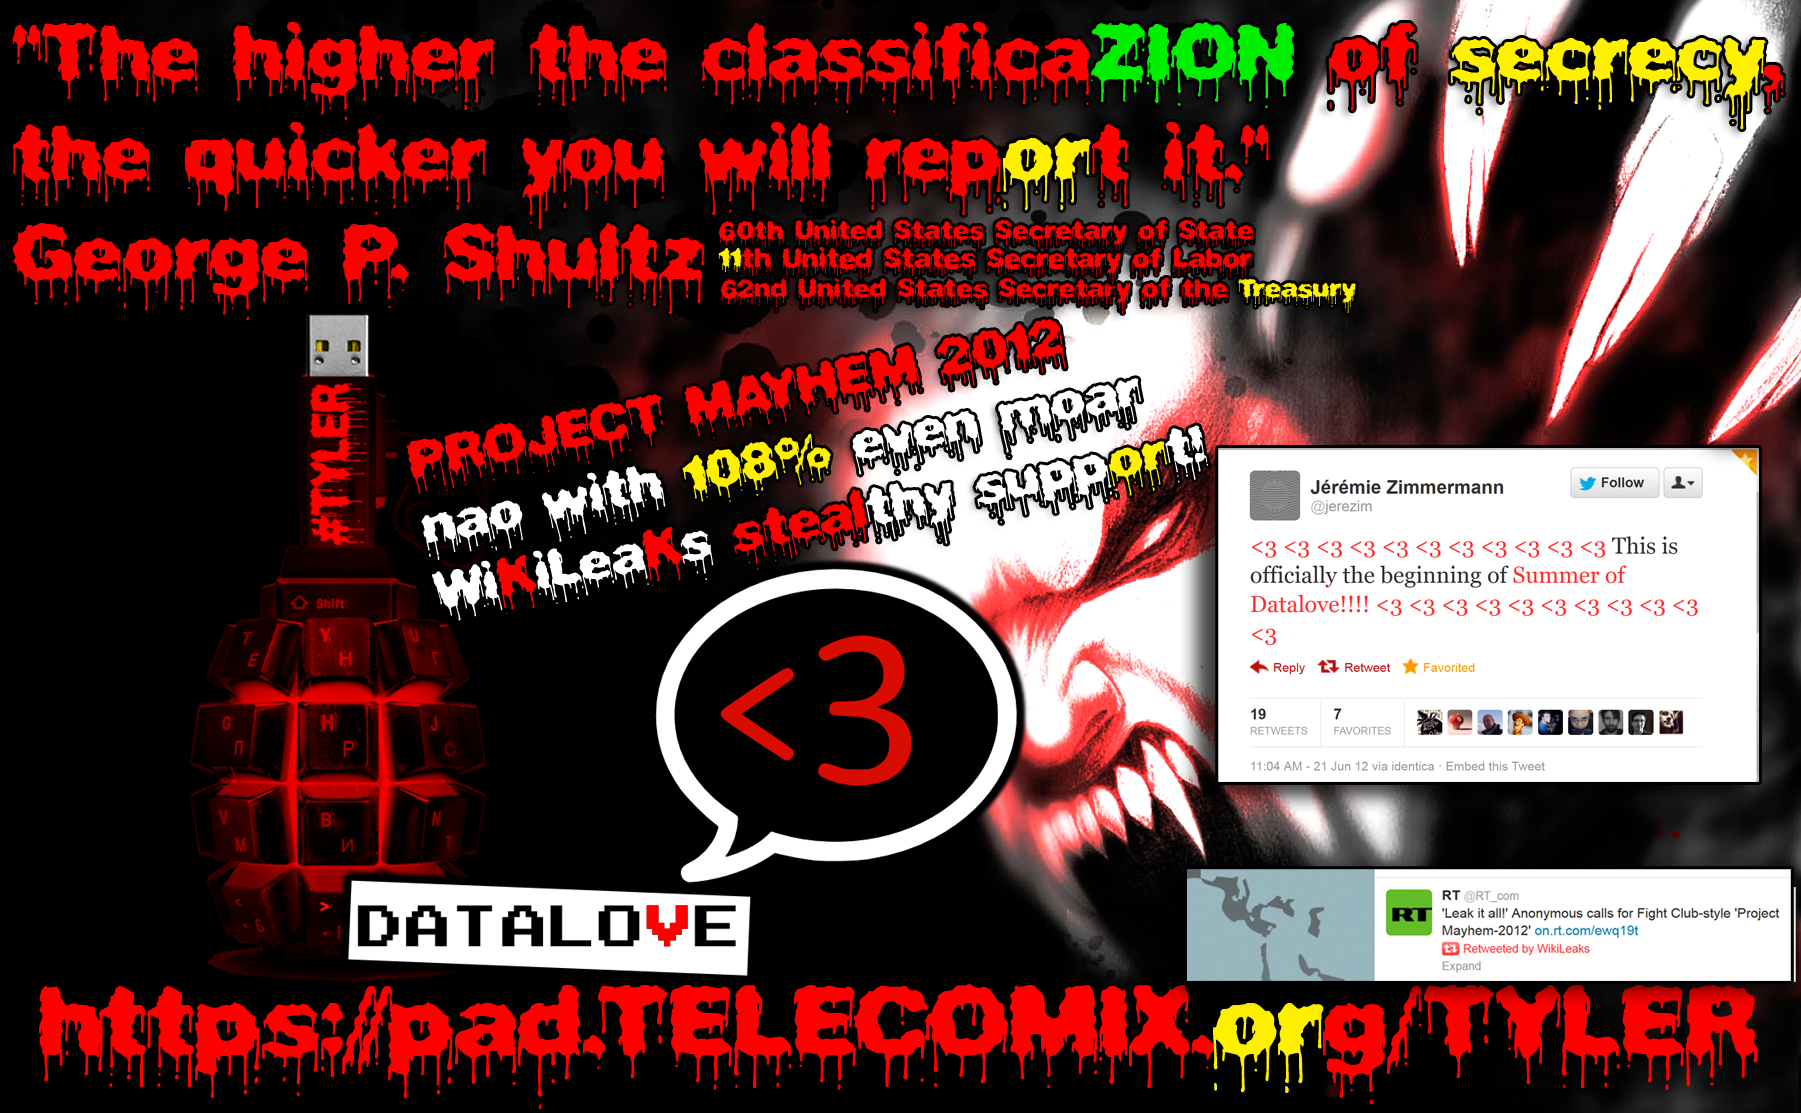 "The higher the classificaZION of secrecy,
the quicker you will report it."
George P. Shultz
60th United States Secretary of State
11th United States Secretary of Labor
62nd United States Secretary of the Treasury
PROJECT MAYHEM 2012
nao with 108% even moar
WiKiLeaKs stealthy support!
#TYLER
Shift
T E
Y H
U Г
G П
H Р
J О
V М
B И
N Т
< Б
>
<3
DATALOVE
Jérémie Zimmermann
@jerezim
Follow
<3 <3 <3 <3 <3 <3 <3 <3 <3 <3 <3 This is
officially the beginning of Summer of
Datalove!!!! <3 <3 <3 <3 <3 <3 <3 <3 <3 <3
<3
Reply Retweet Favorited
19 7
RETWEETS FAVORITES
11:04 AM - 21 Jun 12 via identica · Embed this Tweet
RT @RT_com
RT
'Leak it all!' Anonymous calls for Fight Club-style 'Project
Mayhem-2012' on.rt.com/ewq19t
Retweeted by WikiLeaks
Expand
https://pad.TELECOMIX.org/TYLER